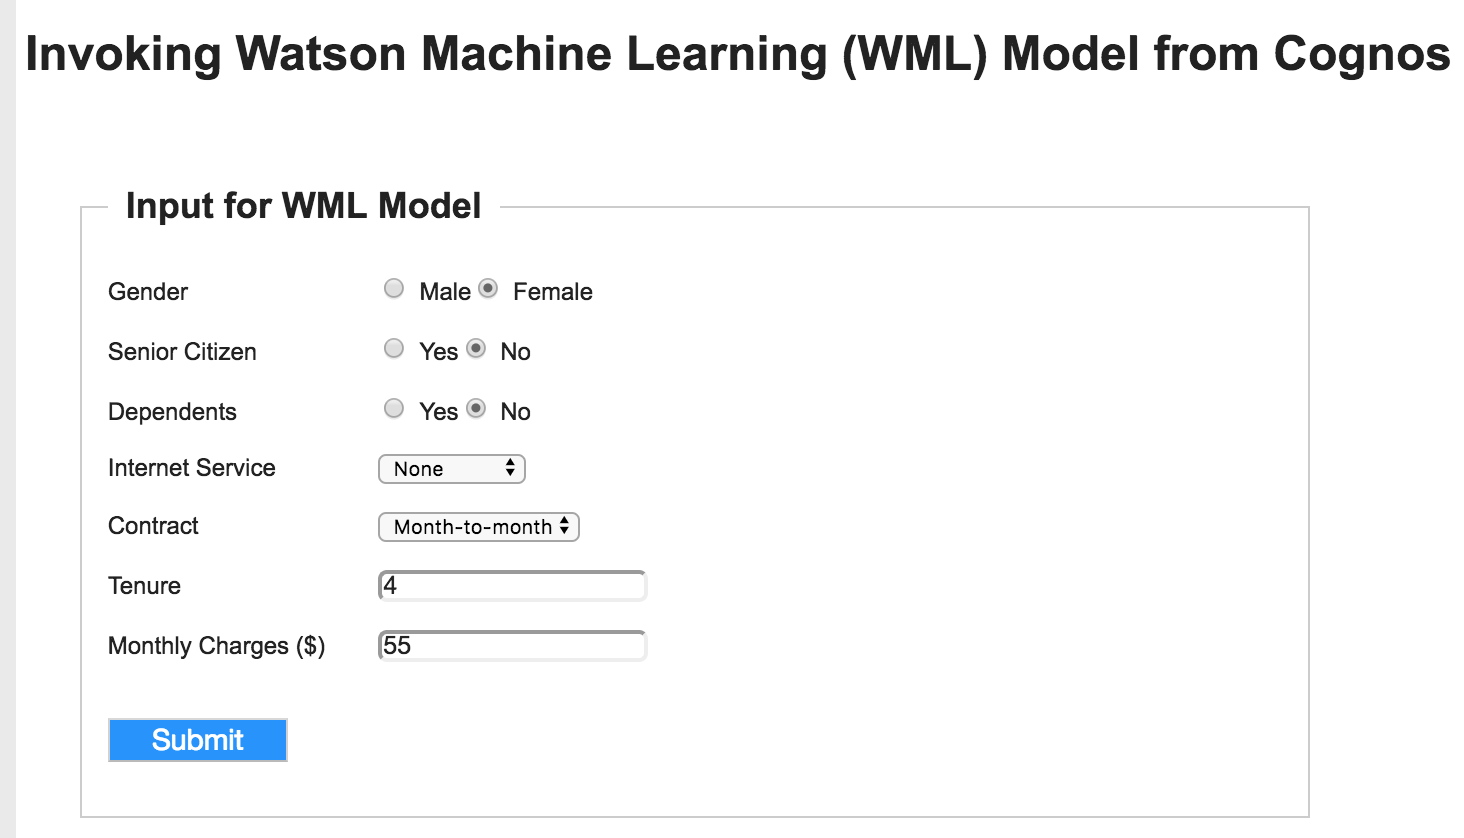 Invoking Watson Machine Learning (WML) Model from Cognos
Input for WML Model
Gender Male Female
Senior Citizen Yes No
Dependents Yes No
Internet Service None
Contract Month-to-month
Tenure 4
Monthly Charges ($) 55
Submit